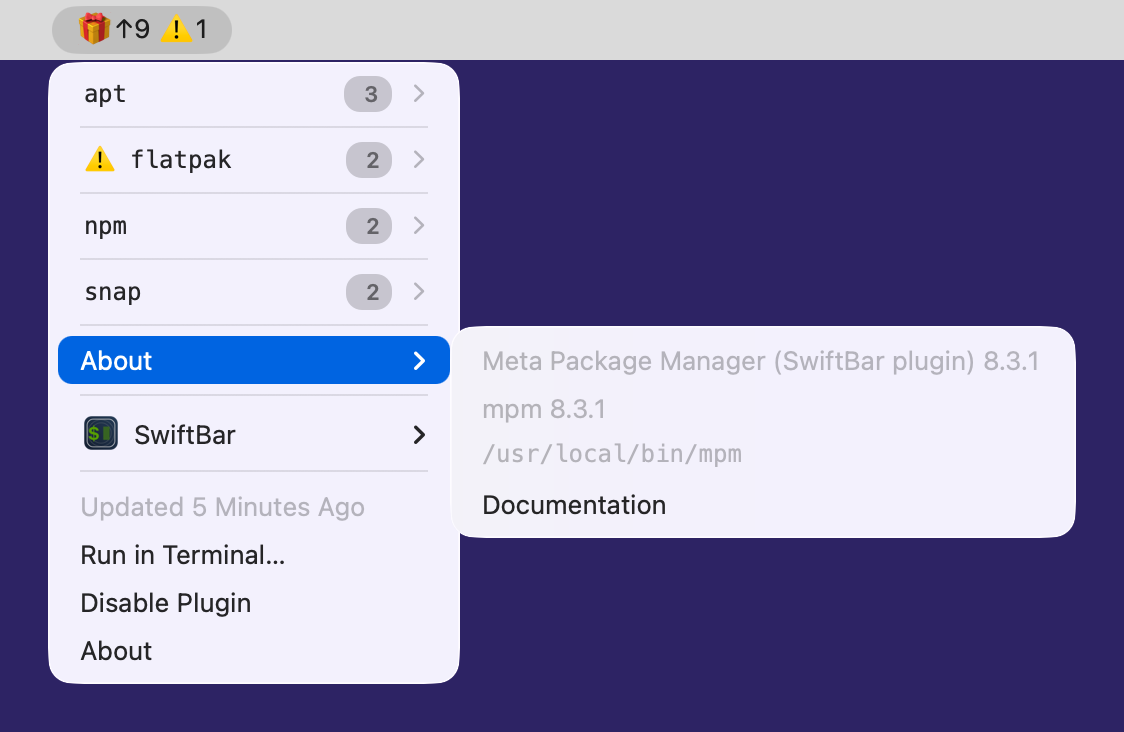 🎁↑9 ⚠️1
apt 3
⚠️ flatpak 2
npm 2
snap 2
About
Meta Package Manager (SwiftBar plugin) 8.3.1
mpm 8.3.1
/usr/local/bin/mpm
Documentation
$ SwiftBar
Updated 5 Minutes Ago
Run in Terminal...
Disable Plugin
About